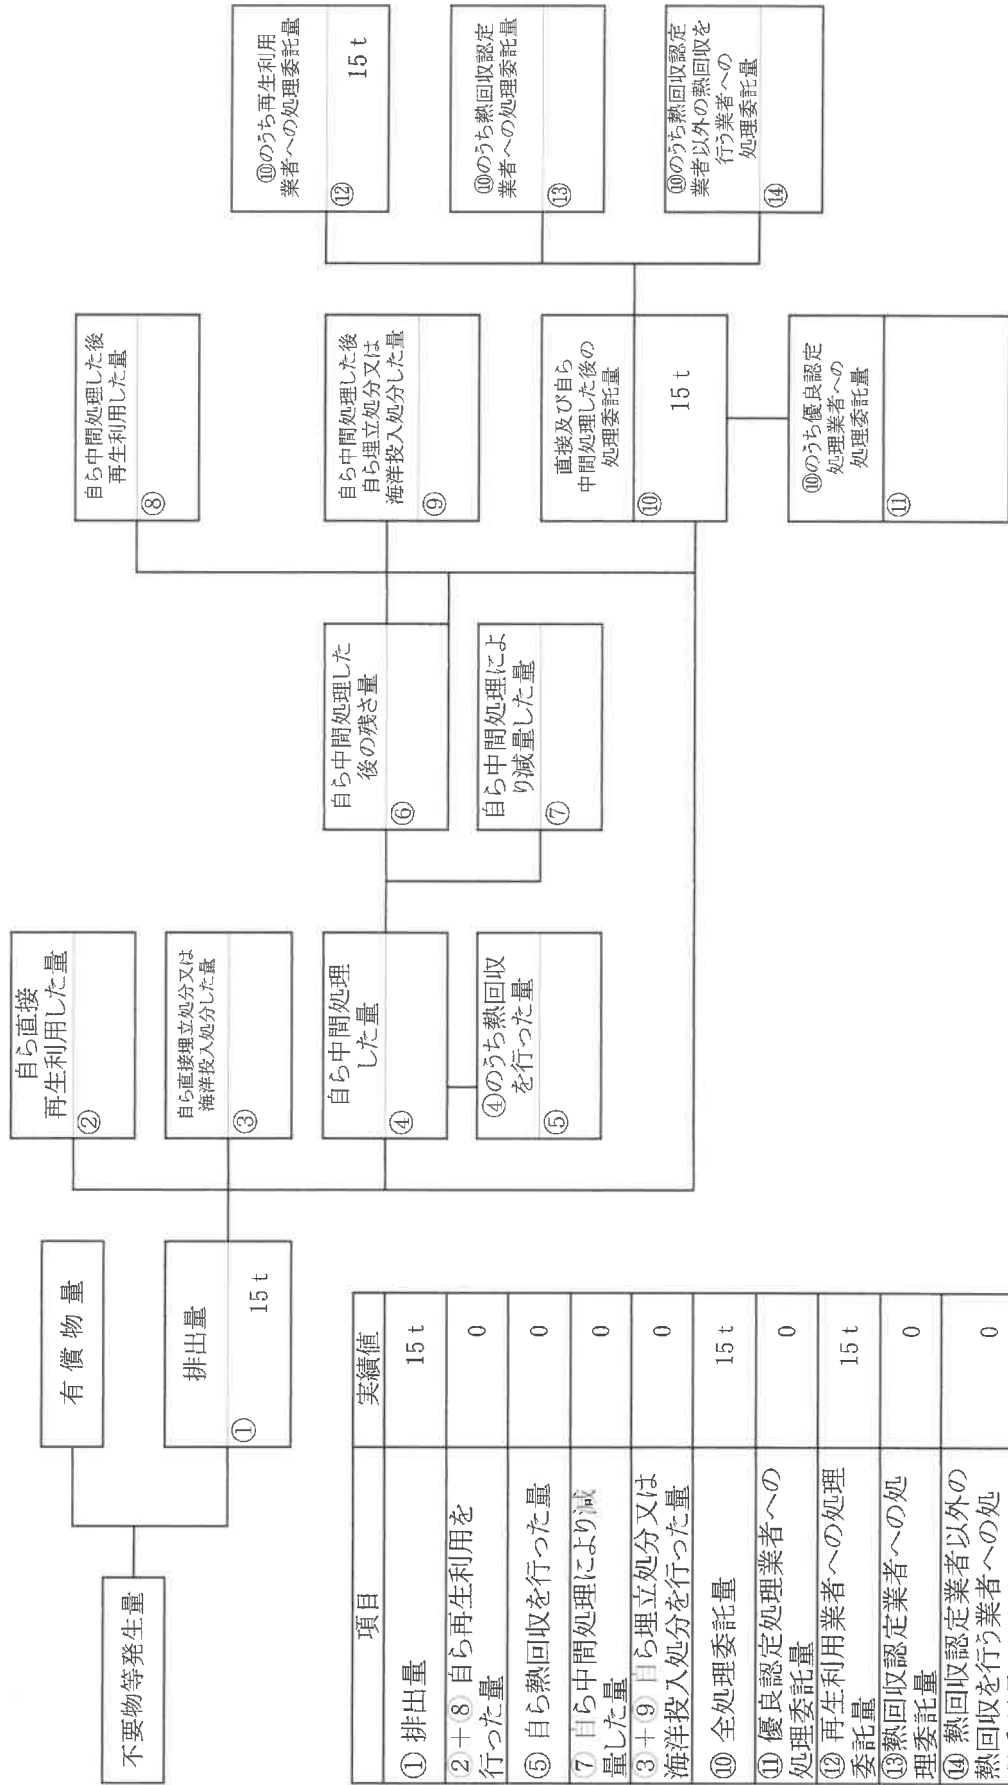 不要物等発生量
有償物量
排出量
①
15ｔ
自ら直接
再生利用した量
②
自ら直接埋立処分又は
海洋投入処分した量
③
自ら中間処理
した量
④
④のうち熱回収
を行った量
⑤
自ら中間処理した
後の残さ量
⑥
自ら中間処理によ
り減量した量
⑦
自ら中間処理した後
再生利用した量
⑧
自ら中間処理した後
自ら埋立処分又は
海洋投入処分した量
⑨
直接及び自ら
中間処理した後の
処理委託量
⑩
15ｔ
⑩のうち優良認定
処理業者への
処理委託量
⑪
⑩のうち再生利用
業者への処理委託量
⑫
15ｔ
⑩のうち熱回収認定
業者への処理委託量
⑬
⑩のうち熱回収認定
業者以外の熱回収を
行う業者への
処理委託量
⑭
項目 実績値
①排出量 15ｔ
②＋⑧ 自ら再生利用を
行った量 0
⑤自ら熱回収を行った量 0
⑦ 自ら中間処理により減
量した量 0
③＋⑨ 自ら埋立処分又は
海洋投入処分を行った量 0
⑩ 全処理委託量 15ｔ
⑪ 優良認定処理業者への
処理委託量 0
⑫ 再生利用業者への処理
委託量 15ｔ
⑬熱回収認定業者への処
理委託量 0
⑭ 熱回収認定業者以外の
熱回収を行う業者への処 0